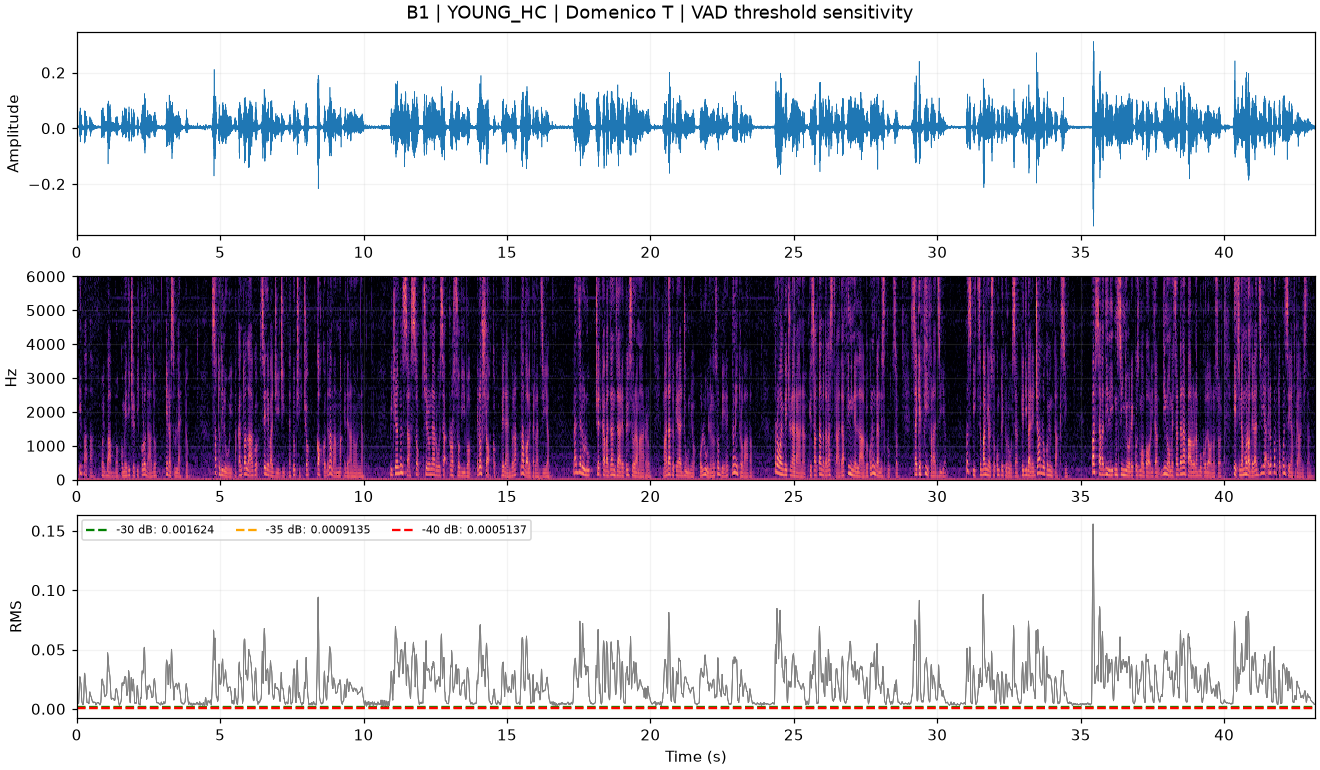 B1 | YOUNG_HC | Domenico T | VAD threshold sensitivity
Amplitude
0.2
0.0
−0.2
0 5 10 15 20 25 30 35 40
Hz
6000
5000
4000
3000
2000
1000
0
0 5 10 15 20 25 30 35 40
-30 dB: 0.001624 -35 dB: 0.0009135 -40 dB: 0.0005137
RMS
0.15
0.10
0.05
0.00
0 5 10 15 20 25 30 35 40
Time (s)